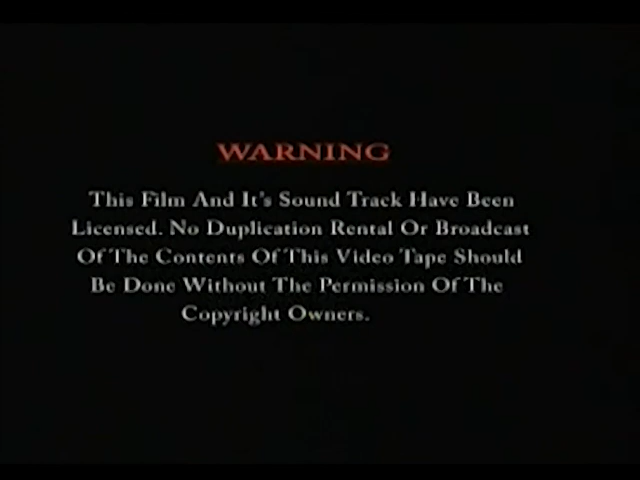 WARNING
This Film And It's Sound Track Have Been
Licensed. No Duplication Rental Or Broadcast
Of The Contents Of This Video Tape Should
Be Done Without The Permission Of The
Copyright Owners.